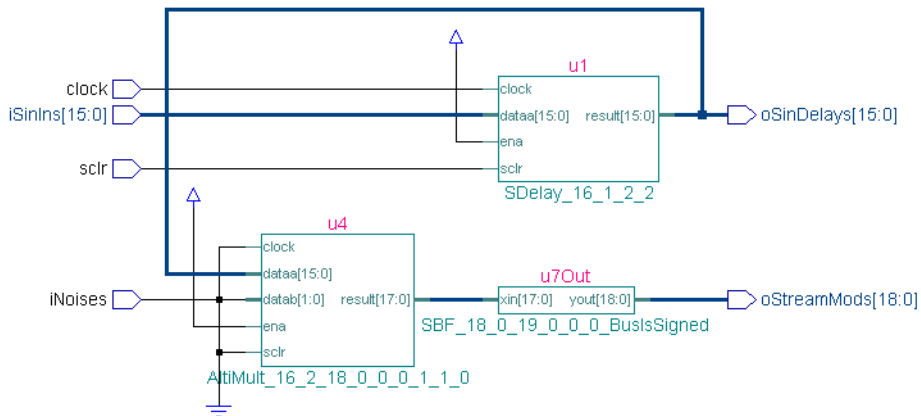 u1
clock
clock
iSinIns[15:0]
dataa[15:0] result[15:0]
oSinDelays[15:0]
ena
sclr
sclr
SDelay_16_1_2_2
u4
clock
dataa[15:0]
u7Out
iNoises
datab[1:0] result[17:0]
xin[17:0] yout[18:0]
oStreamMods[18:0]
ena
SBF_18_0_19_0_0_0_BusIsSigned
sclr
AltiMult_16_2_18_0_0_0_1_1_0